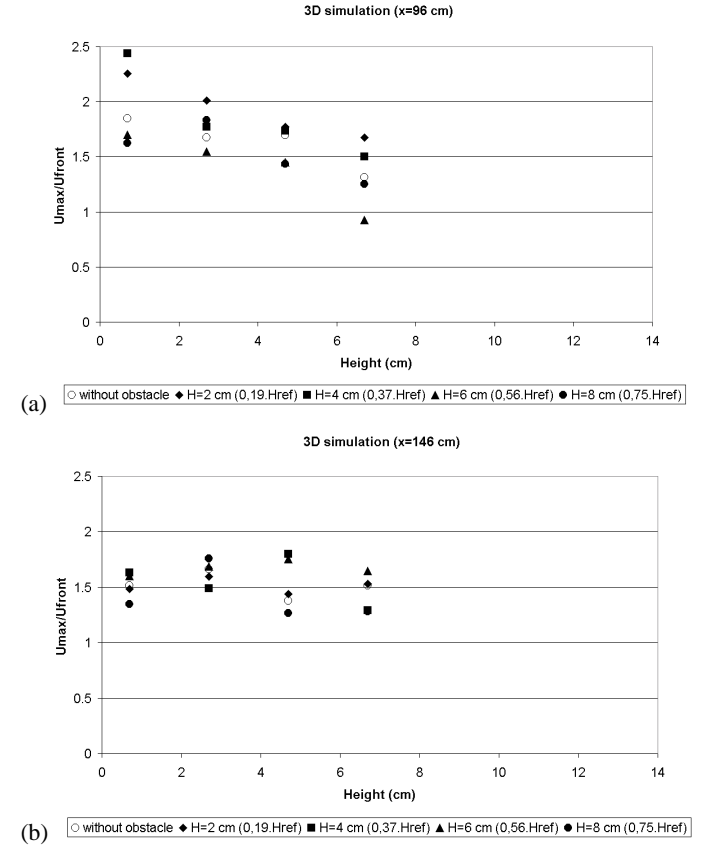 3D simulation (x=96 cm)
2.5
2
1.5
1
0.5
0
Umax/Ufront
0 2 4 6 8 10 12 14
Height (cm)
(a) without obstacle H=2 cm (0,19.Href) H=4 cm (0,37.Href) H=6 cm (0,56.Href) H=8 cm (0,75.Href)
3D simulation (x=146 cm)
2.5
2
1.5
1
0.5
0
Umax/Ufront
0 2 4 6 8 10 12 14
Height (cm)
(b) without obstacle H=2 cm (0,19.Href) H=4 cm (0,37.Href) H=6 cm (0,56.Href) H=8 cm (0,75.Href)